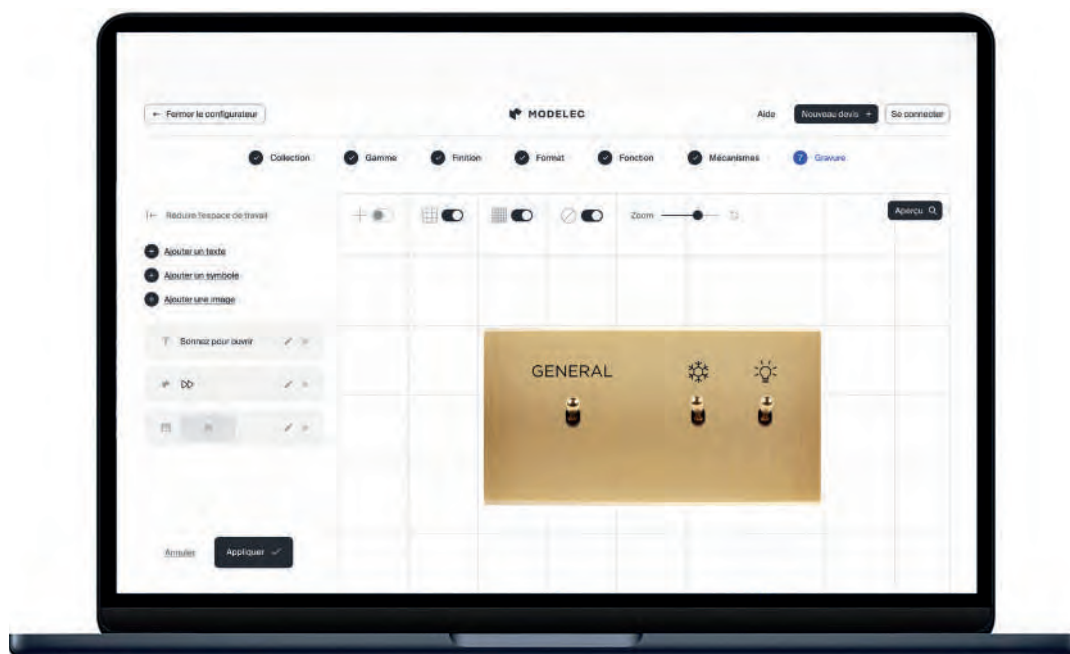 ← Fermer le configurateur
MODELEC
Aide
Nouveau devis +
Se connecter
Collection
Gamme
Finition
Format
Fonction
Mécanismes
7 Gravure
Réduire l'espace de travail
Zoom
Aperçu
Ajouter un texte
Ajouter un symbole
Ajouter une image
T Sonnez pour ouvrir
GENERAL
Annuler
Appliquer